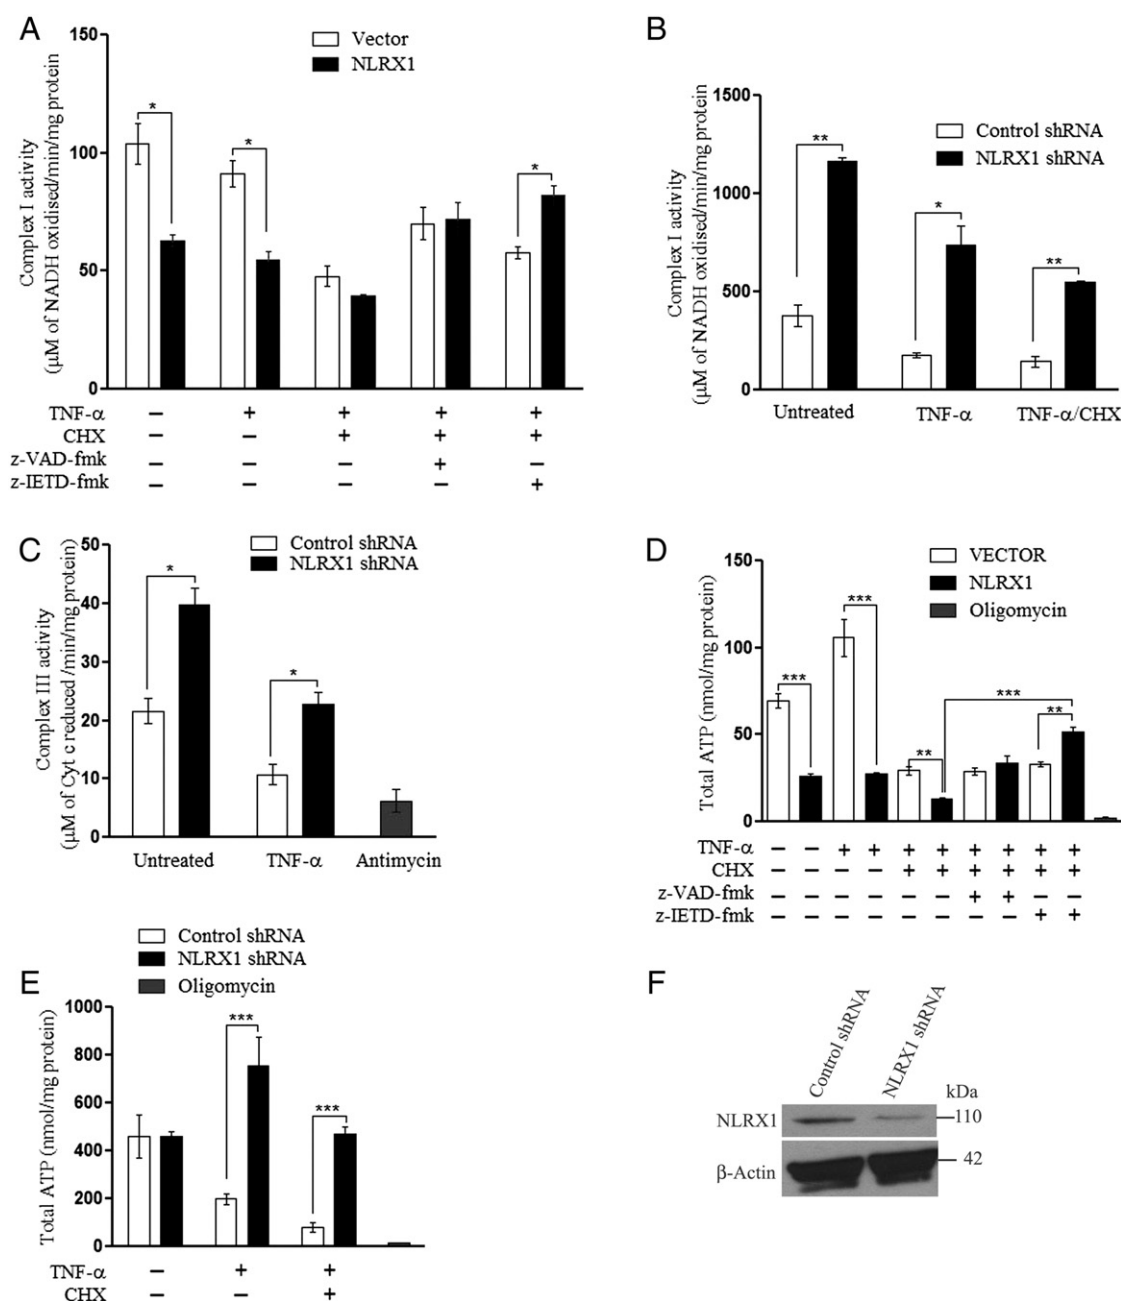 A
150
100
50
0
Complex I activity
(μM of NADH oxidised/min/mg protein
Vector
NLRX1
*
*
*
TNF-α − + + + +
CHX − − + + +
z-VAD-fmk − − − + −
z-IETD-fmk − − − − +
B
1500
1000
500
0
Complex I activity
(μM of NADH oxidised/min/mg protein
Control shRNA
NLRX1 shRNA
**
*
**
Untreated TNF-α TNF-α/CHX
C
50
40
30
20
10
0
Complex III activity
(μM of Cyt c reduced /min/mg protein)
Control shRNA
NLRX1 shRNA
*
*
Untreated TNF-α Antimycin
D
150
100
50
0
Total ATP (nmol/mg protein)
VECTOR
NLRX1
Oligomycin
***
***
**
***
**
TNF-α − − + + + + + + + +
CHX − − − − + + + + + +
z-VAD-fmk − − − − − − + + − −
z-IETD-fmk − − − − − − − − + +
E
Control shRNA
NLRX1 shRNA
Oligomycin
1000
800
600
400
200
0
Total ATP (nmol/mg protein)
***
***
TNF-α − + +
CHX − − +
F
Control shRNA
NLRX1 shRNA
kDa
NLRX1 110
β-Actin 42